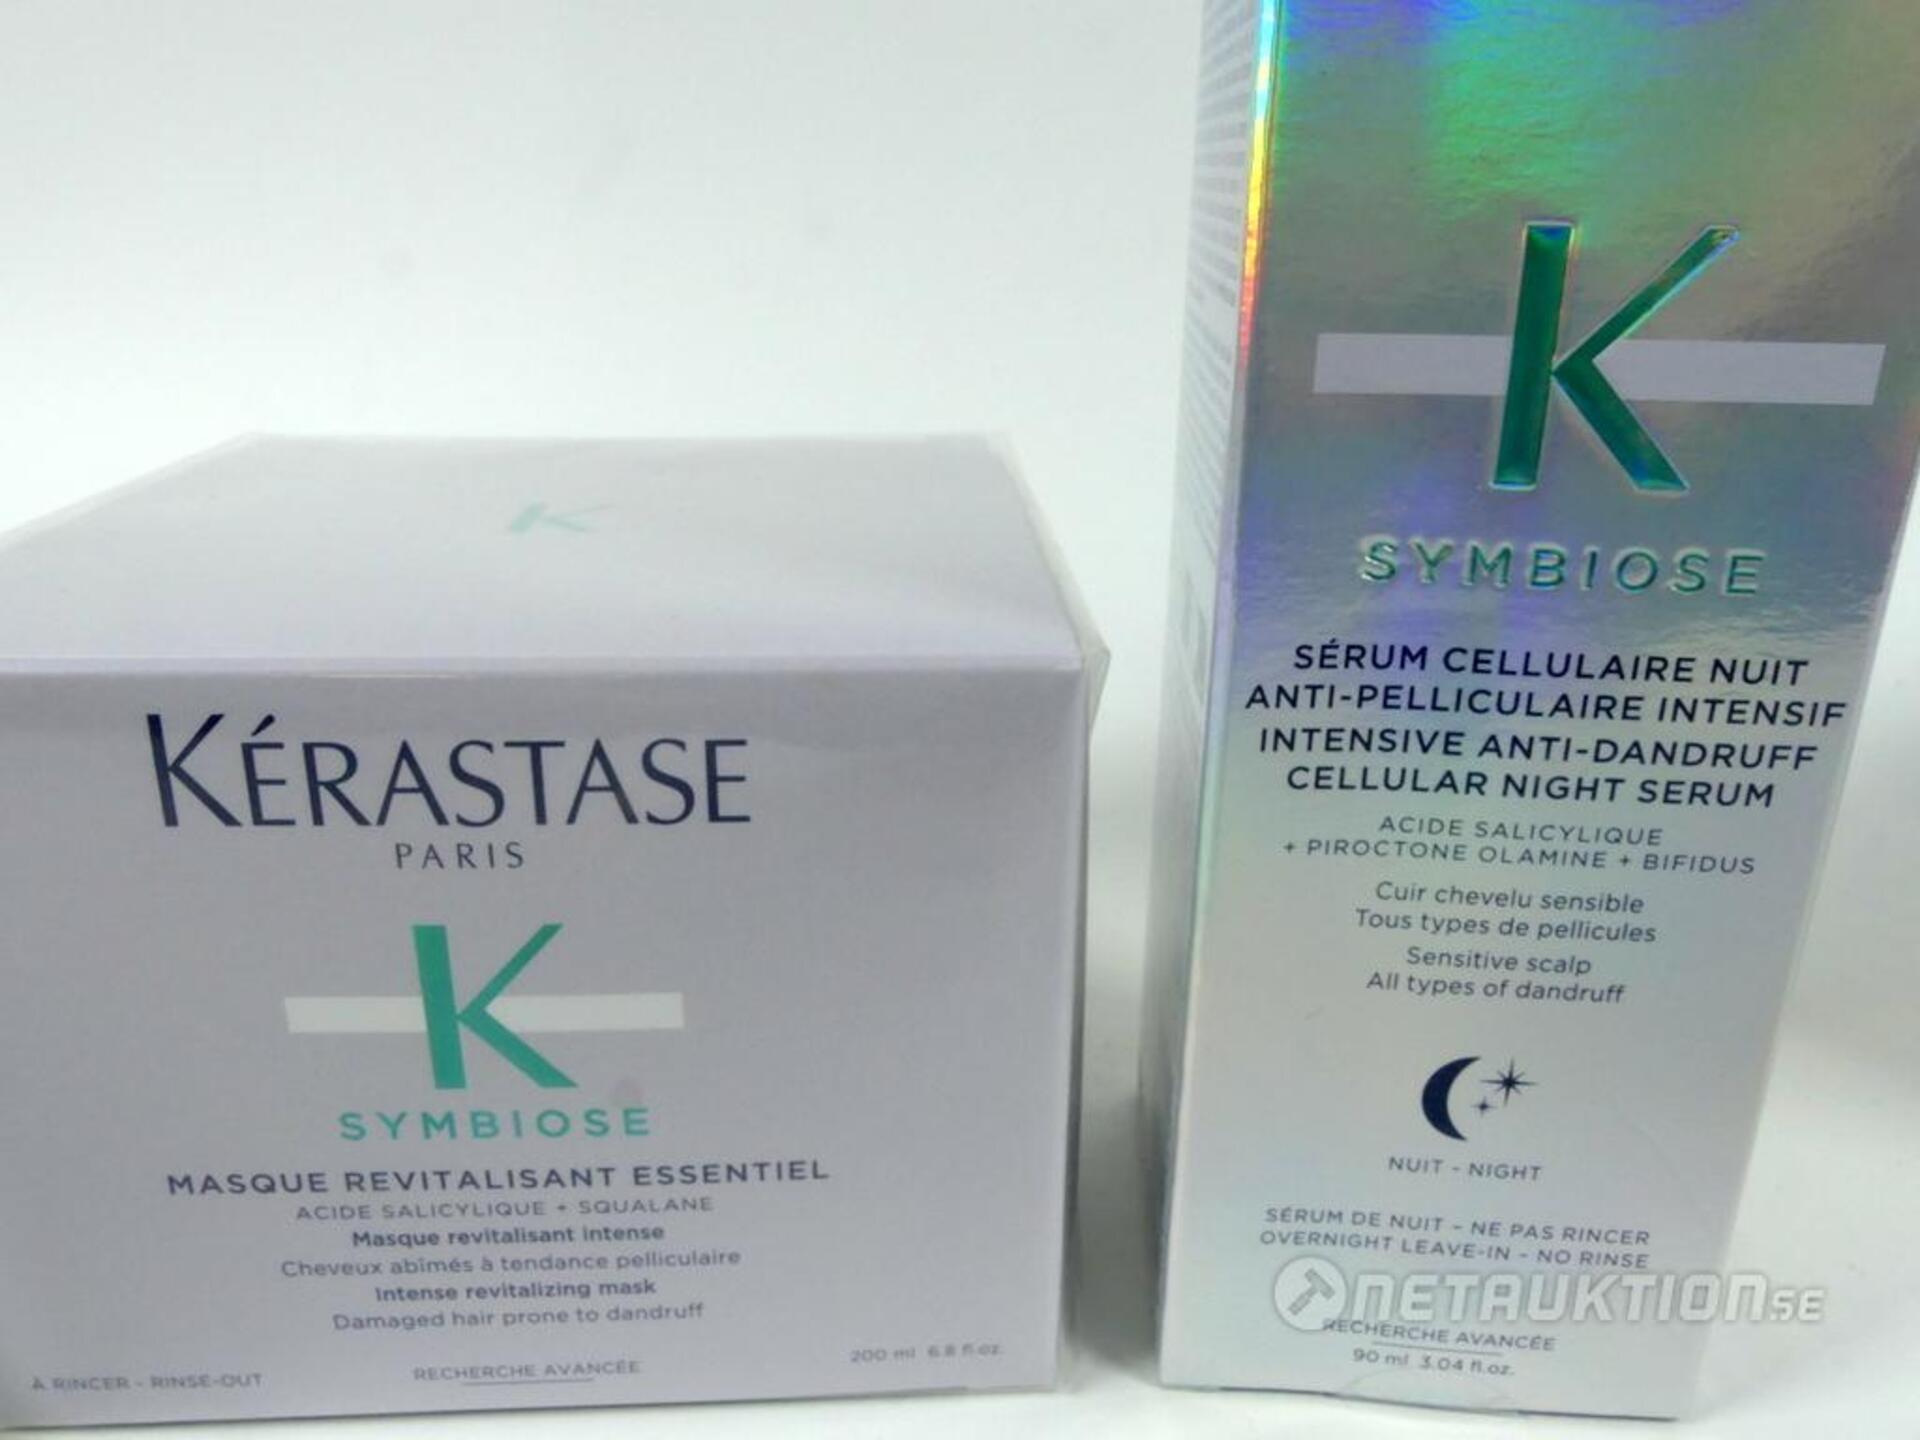 K
KÉRASTASE
PARIS
K
SYMBIOSE
MASQUE REVITALISANT ESSENTIEL
ACIDE SALICYLIQUE + SQUALANE
Masque revitalisant intense
Cheveux abîmés à tendance pelliculaire
Intense revitalizing mask
Damaged hair prone to dandruff
200 ml 6.8 fl.oz.
À RINCER - RINSE-OUT
RECHERCHE AVANCÉE
K
SYMBIOSE
SÉRUM CELLULAIRE NUIT
ANTI-PELLICULAIRE INTENSIF
INTENSIVE ANTI-DANDRUFF
CELLULAR NIGHT SERUM
ACIDE SALICYLIQUE
+ PIROCTONE OLAMINE + BIFIDUS
Cuir chevelu sensible
Tous types de pellicules
Sensitive scalp
All types of dandruff
NUIT - NIGHT
SÉRUM DE NUIT - NE PAS RINCER
OVERNIGHT LEAVE-IN - NO RINSE
NETAUKTION.SE
RECHERCHE AVANCÉE
90 ml 3.04 fl.oz.